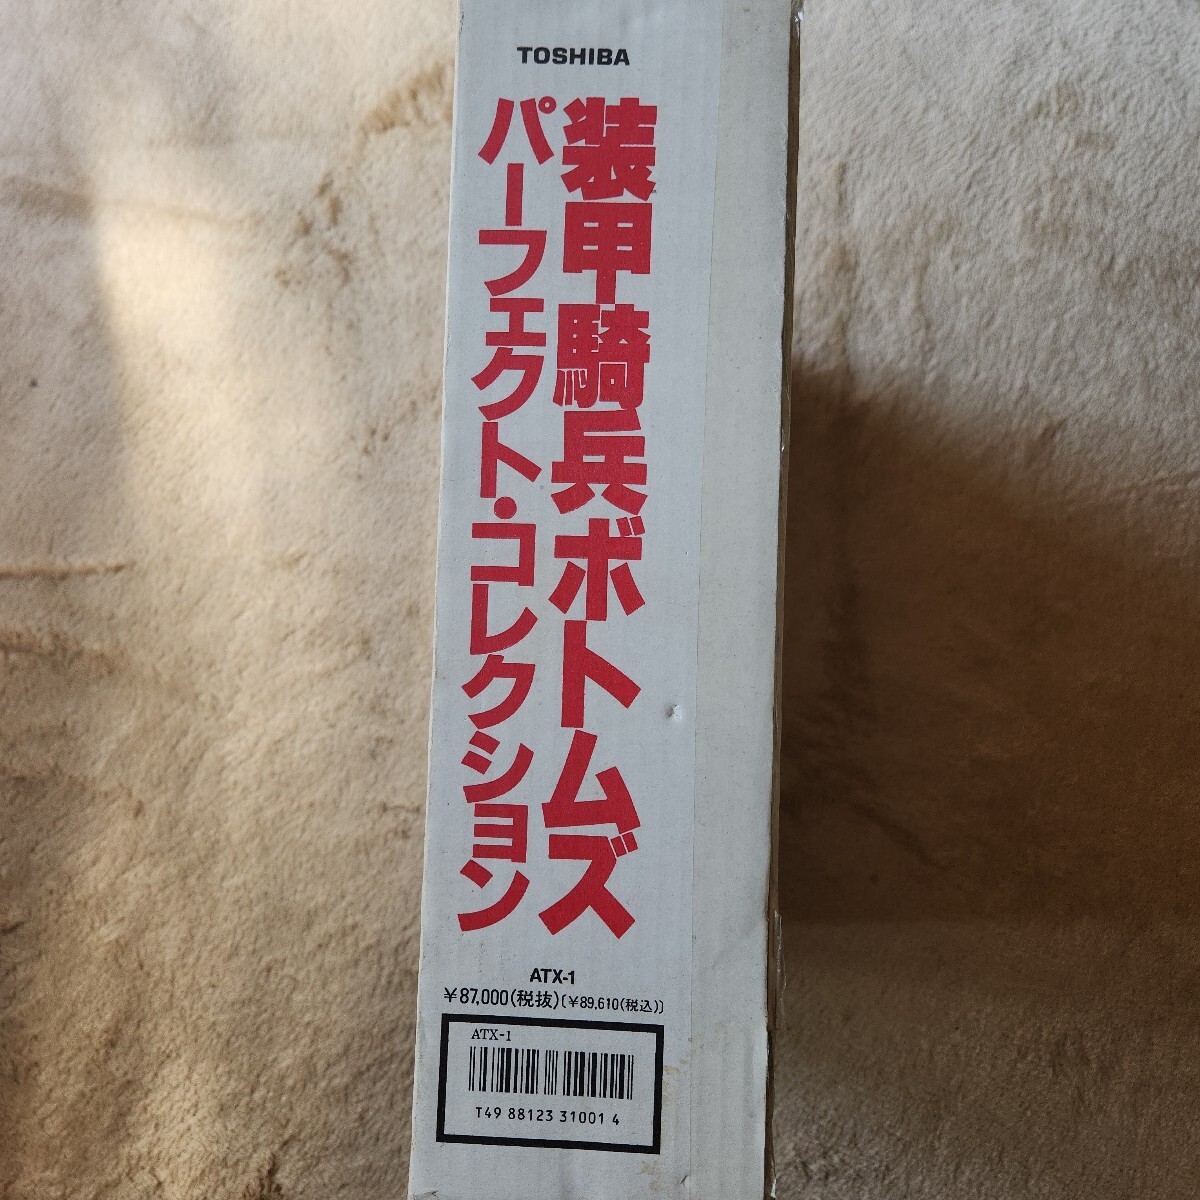 TOSHIBA
装甲騎兵ボトムズ
パーフェクト・コレクション
ATX-1
￥87,000(税抜)〔￥89,610(税込)〕
ATX-1
T49 88123 31001 4